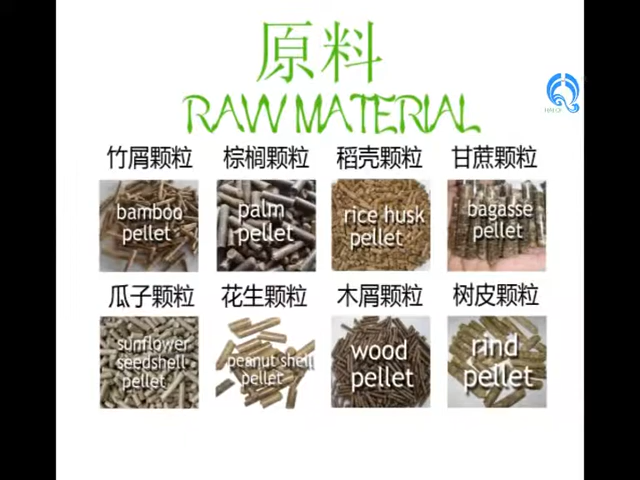 原料
RAW MATERIAL
竹屑颗粒 棕榈颗粒 稻壳颗粒 甘蔗颗粒
bamboo pellet
palm pellet
rice husk pellet
bagasse pellet
瓜子颗粒 花生颗粒 木屑颗粒 树皮颗粒
sunflower seedshell pellet
peanut shell pellet
wood pellet
rind pellet